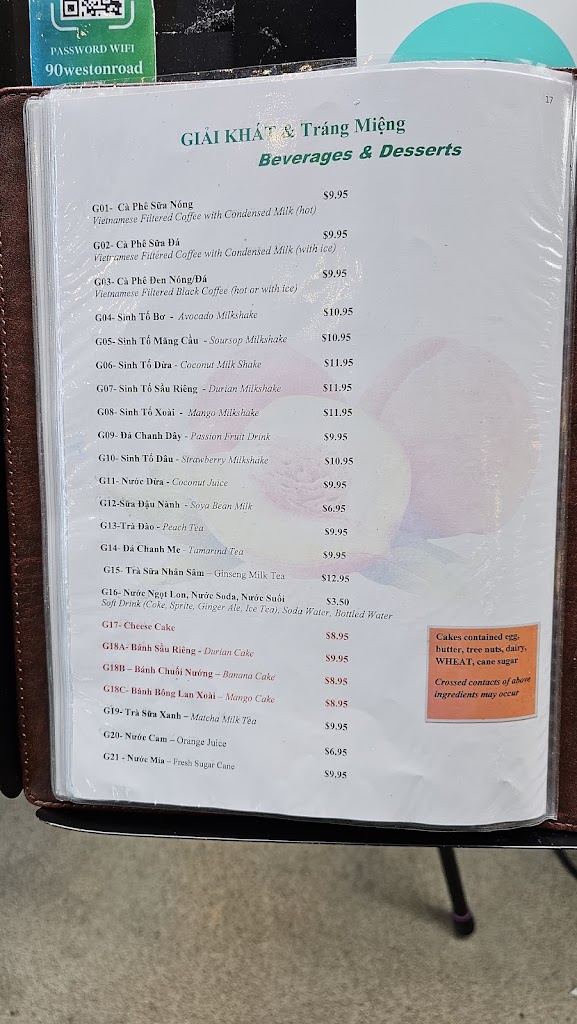 PASSWORD WIFI
90westonroad
17
GIẢI KHÁT & Tráng Miệng
Beverages & Desserts
G01- Cà Phê Sữa Nóng $9.95
Vietnamese Filtered Coffee with Condensed Milk (hot)
G02- Cà Phê Sữa Đá $9.95
Vietnamese Filtered Coffee with Condensed Milk (with ice)
G03- Cà Phê Đen Nóng/Đá $9.95
Vietnamese Filtered Black Coffee (hot or with ice)
G04- Sinh Tố Bơ - Avocado Milkshake $10.95
G05- Sinh Tố Mãng Cầu - Soursop Milkshake $10.95
G06- Sinh Tố Dừa - Coconut Milk Shake $11.95
G07- Sinh Tố Sầu Riêng - Durian Milkshake $11.95
G08- Sinh Tố Xoài - Mango Milkshake $11.95
G09- Đá Chanh Dây - Passion Fruit Drink $9.95
G10- Sinh Tố Dâu - Strawberry Milkshake $10.95
G11- Nước Dừa - Coconut Juice $9.95
G12-Sữa Đậu Nành - Soya Bean Milk $6.95
G13-Trà Đào - Peach Tea $9.95
G14- Đá Chanh Me - Tamarind Tea $9.95
G15- Trà Sữa Nhân Sâm – Ginseng Milk Tea $12.95
G16- Nước Ngọt Lon, Nước Soda, Nước Suối $3.50
Soft Drink (Coke, Sprite, Ginger Ale, Ice Tea), Soda Water, Bottled Water
G17- Cheese Cake $8.95
G18A- Bánh Sầu Riêng - Durian Cake $9.95
G18B – Bánh Chuối Nướng – Banana Cake $8.95
G18C- Bánh Bông Lan Xoài – Mango Cake $8.95
G19- Trà Sữa Xanh – Matcha Milk Tea $9.95
G20- Nước Cam – Orange Juice $6.95
G21 - Nước Mía – Fresh Sugar Cane $9.95
Cakes contained egg,
butter, tree nuts, dairy,
WHEAT, cane sugar
Crossed contacts of above
ingredients may occur